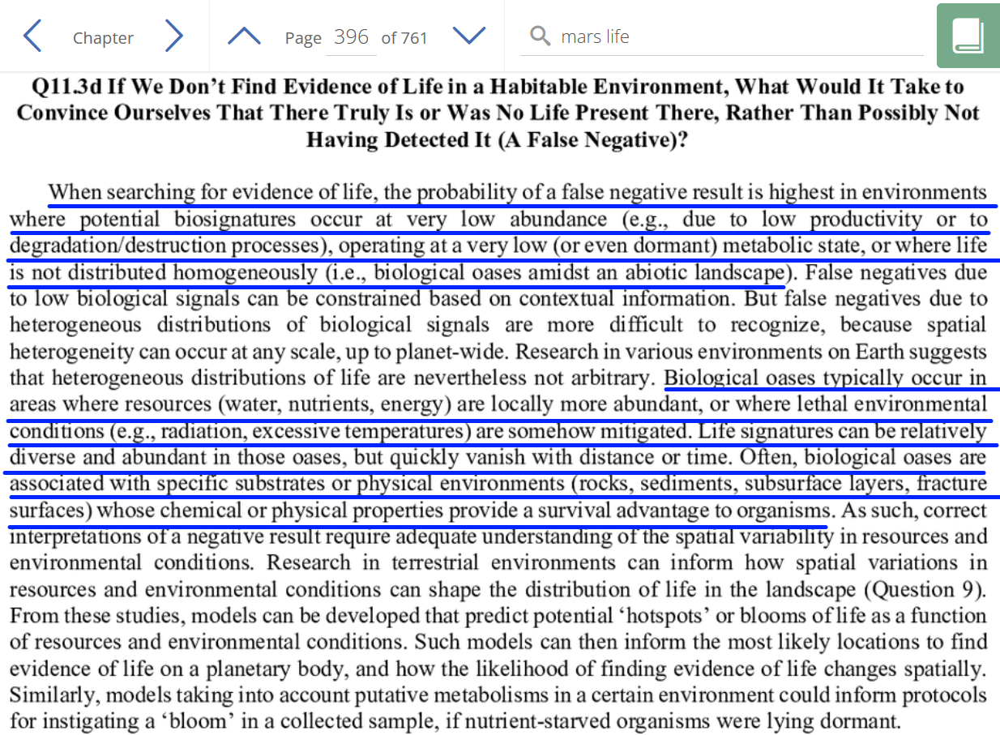 Chapter Page 396 of 761 mars life
Q11.3d If We Don’t Find Evidence of Life in a Habitable Environment, What Would It Take to
Convince Ourselves That There Truly Is or Was No Life Present There, Rather Than Possibly Not
Having Detected It (A False Negative)?
When searching for evidence of life, the probability of a false negative result is highest in environments
where potential biosignatures occur at very low abundance (e.g., due to low productivity or to
degradation/destruction processes), operating at a very low (or even dormant) metabolic state, or where life
is not distributed homogeneously (i.e., biological oases amidst an abiotic landscape). False negatives due
to low biological signals can be constrained based on contextual information. But false negatives due to
heterogeneous distributions of biological signals are more difficult to recognize, because spatial
heterogeneity can occur at any scale, up to planet-wide. Research in various environments on Earth suggests
that heterogeneous distributions of life are nevertheless not arbitrary. Biological oases typically occur in
areas where resources (water, nutrients, energy) are locally more abundant, or where lethal environmental
conditions (e.g., radiation, excessive temperatures) are somehow mitigated. Life signatures can be relatively
diverse and abundant in those oases, but quickly vanish with distance or time. Often, biological oases are
associated with specific substrates or physical environments (rocks, sediments, subsurface layers, fracture
surfaces) whose chemical or physical properties provide a survival advantage to organisms. As such, correct
interpretations of a negative result require adequate understanding of the spatial variability in resources and
environmental conditions. Research in terrestrial environments can inform how spatial variations in
resources and environmental conditions can shape the distribution of life in the landscape (Question 9).
From these studies, models can be developed that predict potential ‘hotspots’ or blooms of life as a function
of resources and environmental conditions. Such models can then inform the most likely locations to find
evidence of life on a planetary body, and how the likelihood of finding evidence of life changes spatially.
Similarly, models taking into account putative metabolisms in a certain environment could inform protocols
for instigating a ‘bloom’ in a collected sample, if nutrient-starved organisms were lying dormant.